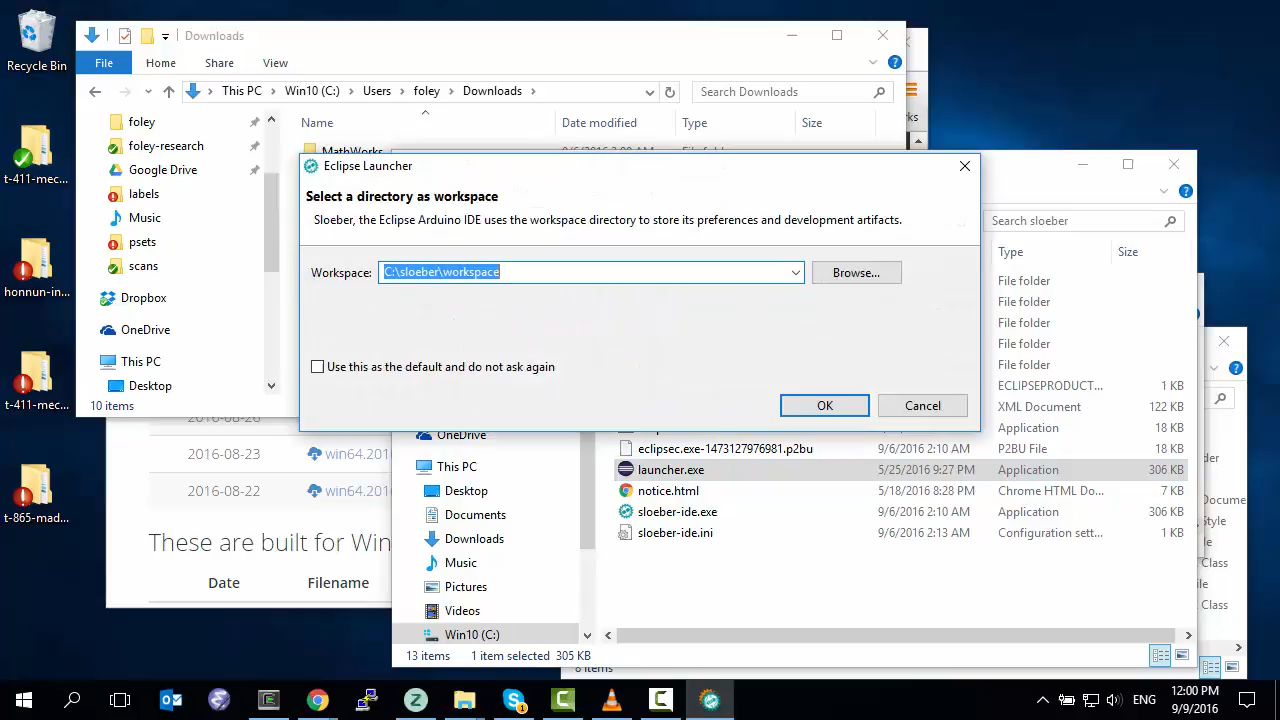 Recycle Bin
t-411-mec...
honnun-in...
t-411-mec...
t-865-mad...
Downloads
File Home Share View
This PC Win10 (C:) Users foley Downloads
Search Downloads
Name Date modified Type Size
foley
foley-research
Google Drive
labels
Music
psets
scans
Dropbox
OneDrive
This PC
Desktop
10 items
Eclipse Launcher
Select a directory as workspace
Sloeber, the Eclipse Arduino IDE uses the workspace directory to store its preferences and development artifacts.
Workspace: C:\sloeber\workspace Browse...
Use this as the default and do not ask again
OK Cancel
Search sloeber
Type Size
File folder
File folder
File folder
File folder
File folder
ECLIPSEPRODUCT... 1 KB
XML Document 122 KB
Application 18 KB
eclipsec.exe-1473127976981.p2bu 9/6/2016 2:10 AM P2BU File 18 KB
launcher.exe 5/25/2016 9:27 PM Application 306 KB
notice.html 5/18/2016 8:28 PM Chrome HTML Do... 7 KB
sloeber-ide.exe 9/6/2016 2:10 AM Application 306 KB
sloeber-ide.ini 9/6/2016 2:13 AM Configuration sett... 1 KB
OneDrive
This PC
Desktop
Documents
Downloads
Music
Pictures
Videos
Win10 (C:)
13 items 1 item selected 305 KB
2016-08-23 win64.201
2016-08-22 win64.201
These are built for Win
Date Filename
8 items
ENG
12:00 PM
9/9/2016